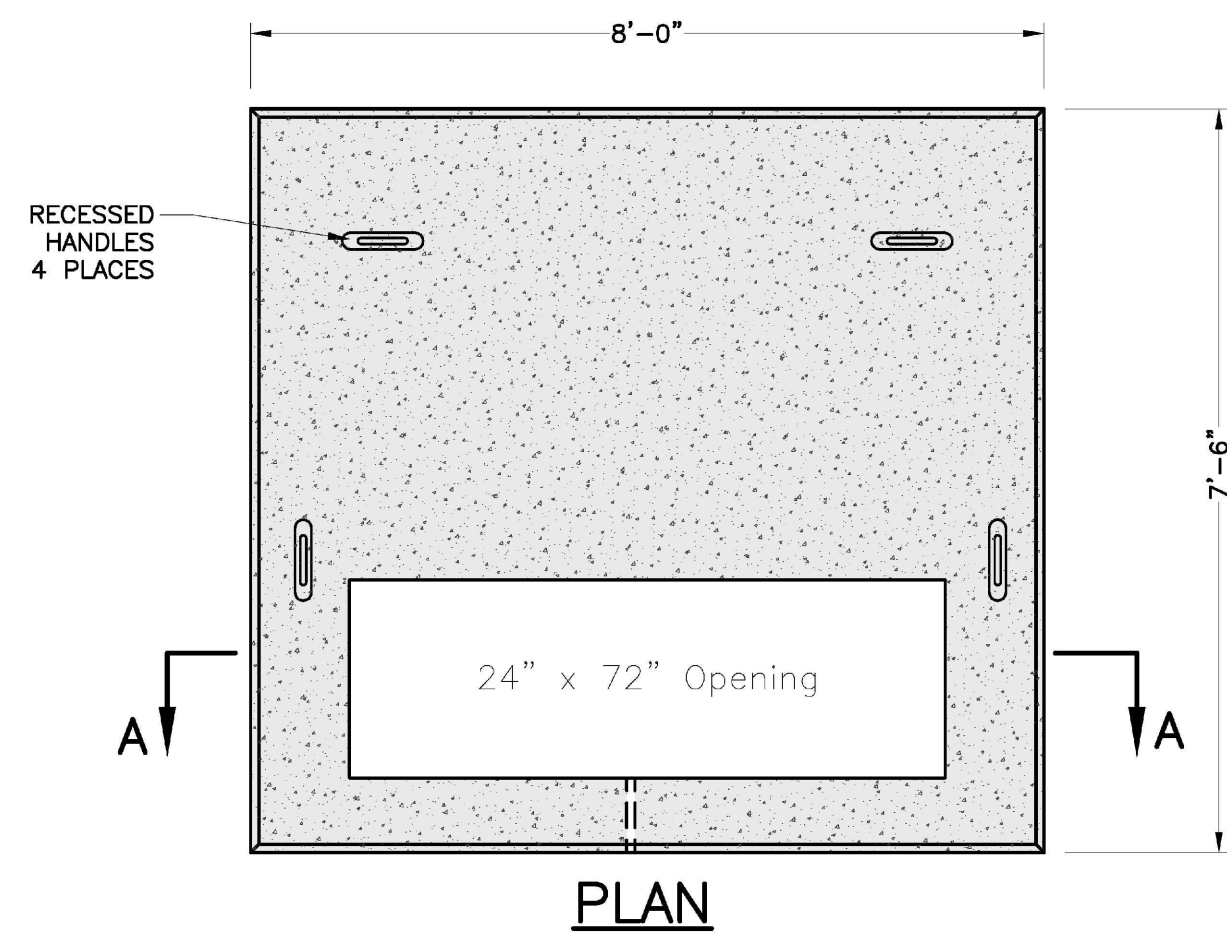 8'-0"
RECESSED
HANDLES
4 PLACES
7'-6"
24" x 72" Opening
A
A
PLAN